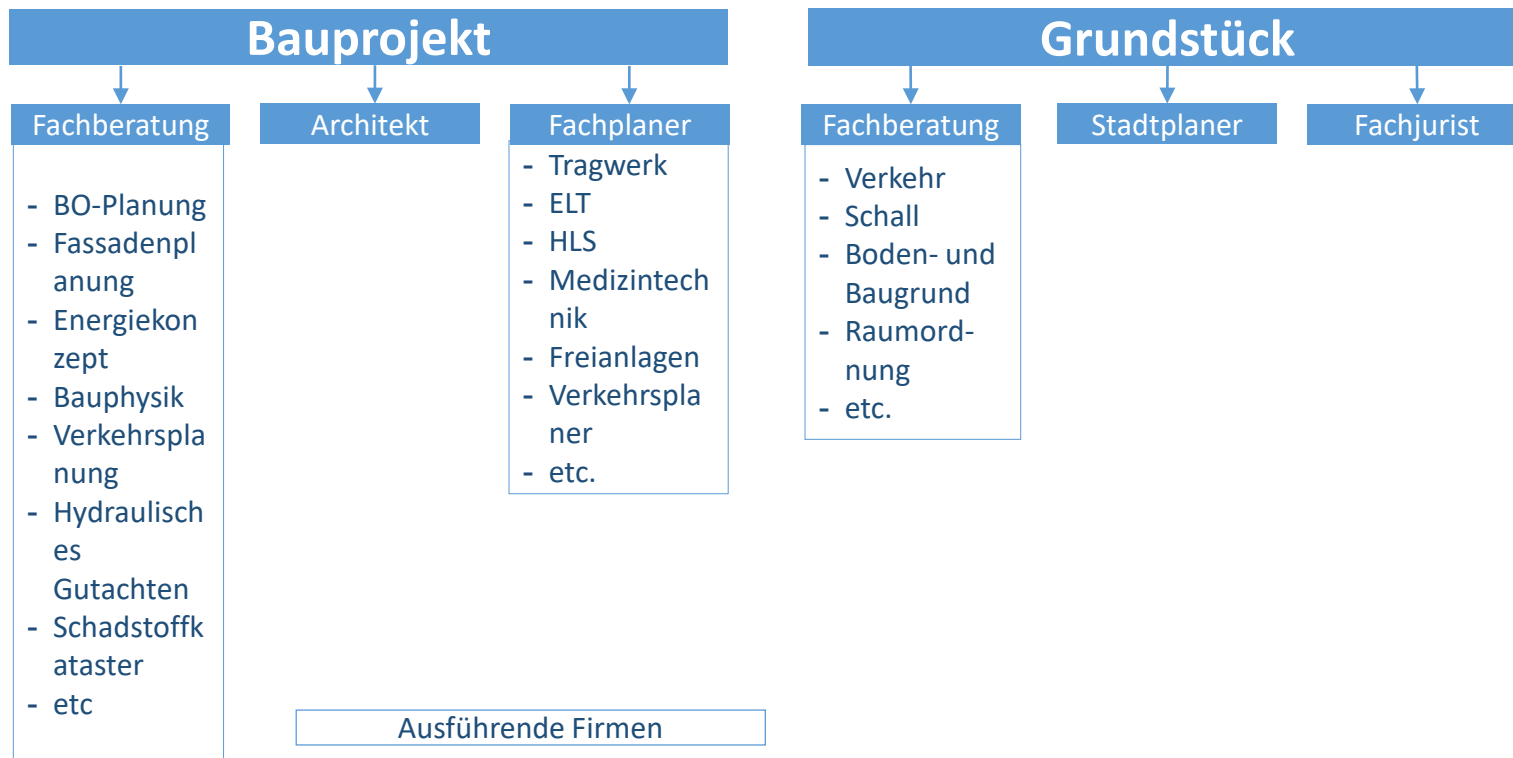 Bauprojekt
Fachberatung
- BO-Planung
- Fassadenpl
anung
- Energiekon
zept
- Bauphysik
- Verkehrspla
nung
- Hydraulisch
es
Gutachten
- Schadstoffk
ataster
- etc
Architekt
Fachplaner
- Tragwerk
- ELT
- HLS
- Medizintech
nik
- Freianlagen
- Verkehrspla
ner
- etc.
Ausführende Firmen
Grundstück
Fachberatung
- Verkehr
- Schall
- Boden- und
Baugrund
- Raumord-
nung
- etc.
Stadtplaner
Fachjurist